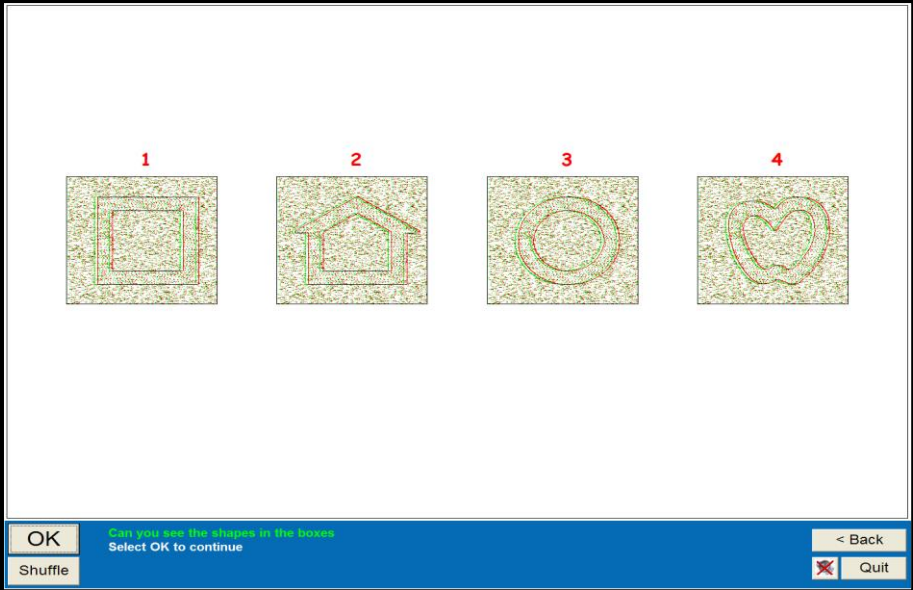 1 2 3 4
OK
Can you see the shapes in the boxes
Select OK to continue
< Back
Shuffle
Quit